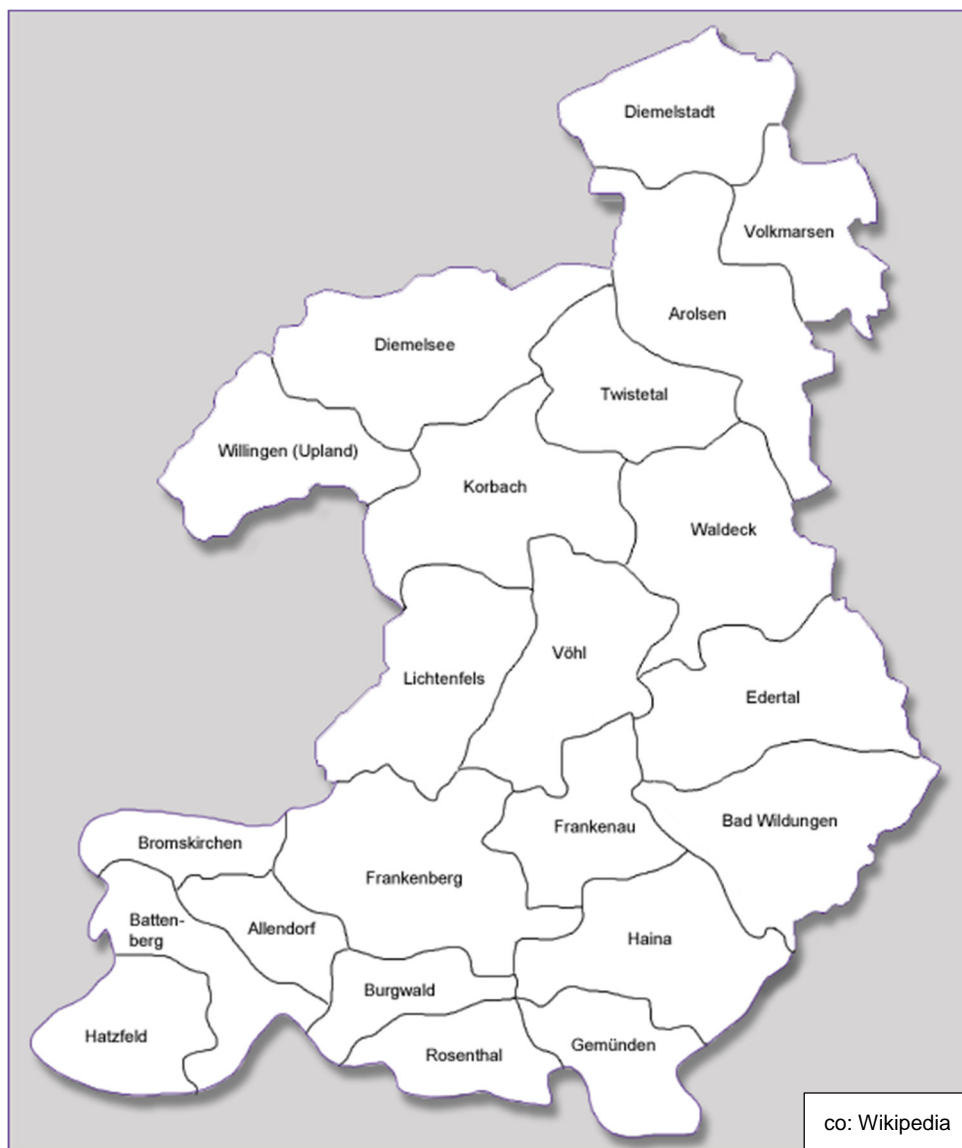 Diemelstadt
Volkmarsen
Arolsen
Diemelsee
Twistetal
Willingen (Upland)
Korbach
Waldeck
Vöhl
Lichtenfels
Edertal
Bad Wildungen
Frankenau
Bromskirchen
Frankenberg
Batten-
berg
Allendorf
Haina
Burgwald
Hatzfeld
Gemünden
Rosenthal
co: Wikipedia